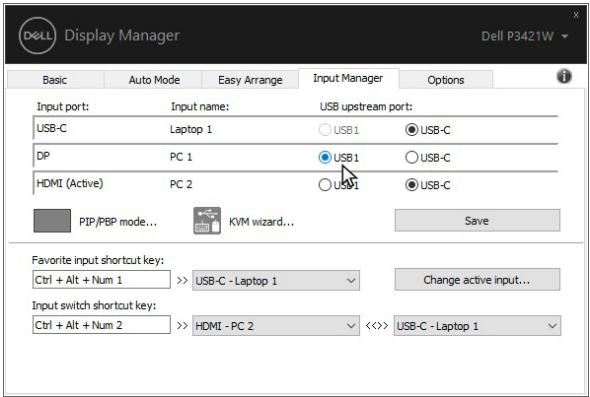 x
DELL Display Manager Dell P3421W
Basic Auto Mode Easy Arrange Input Manager Options i
Input port: Input name: USB upstream port:
USB-C Laptop 1 USB1 USB-C
DP PC 1 USB1 USB-C
HDMI (Active) PC 2 USB1 USB-C
PIP/PBP mode... KVM wizard... Save
Favorite input shortcut key:
Ctrl + Alt + Num 1 >> USB-C - Laptop 1 Change active input...
Input switch shortcut key:
Ctrl + Alt + Num 2 >> HDMI - PC 2 <<>> USB-C - Laptop 1